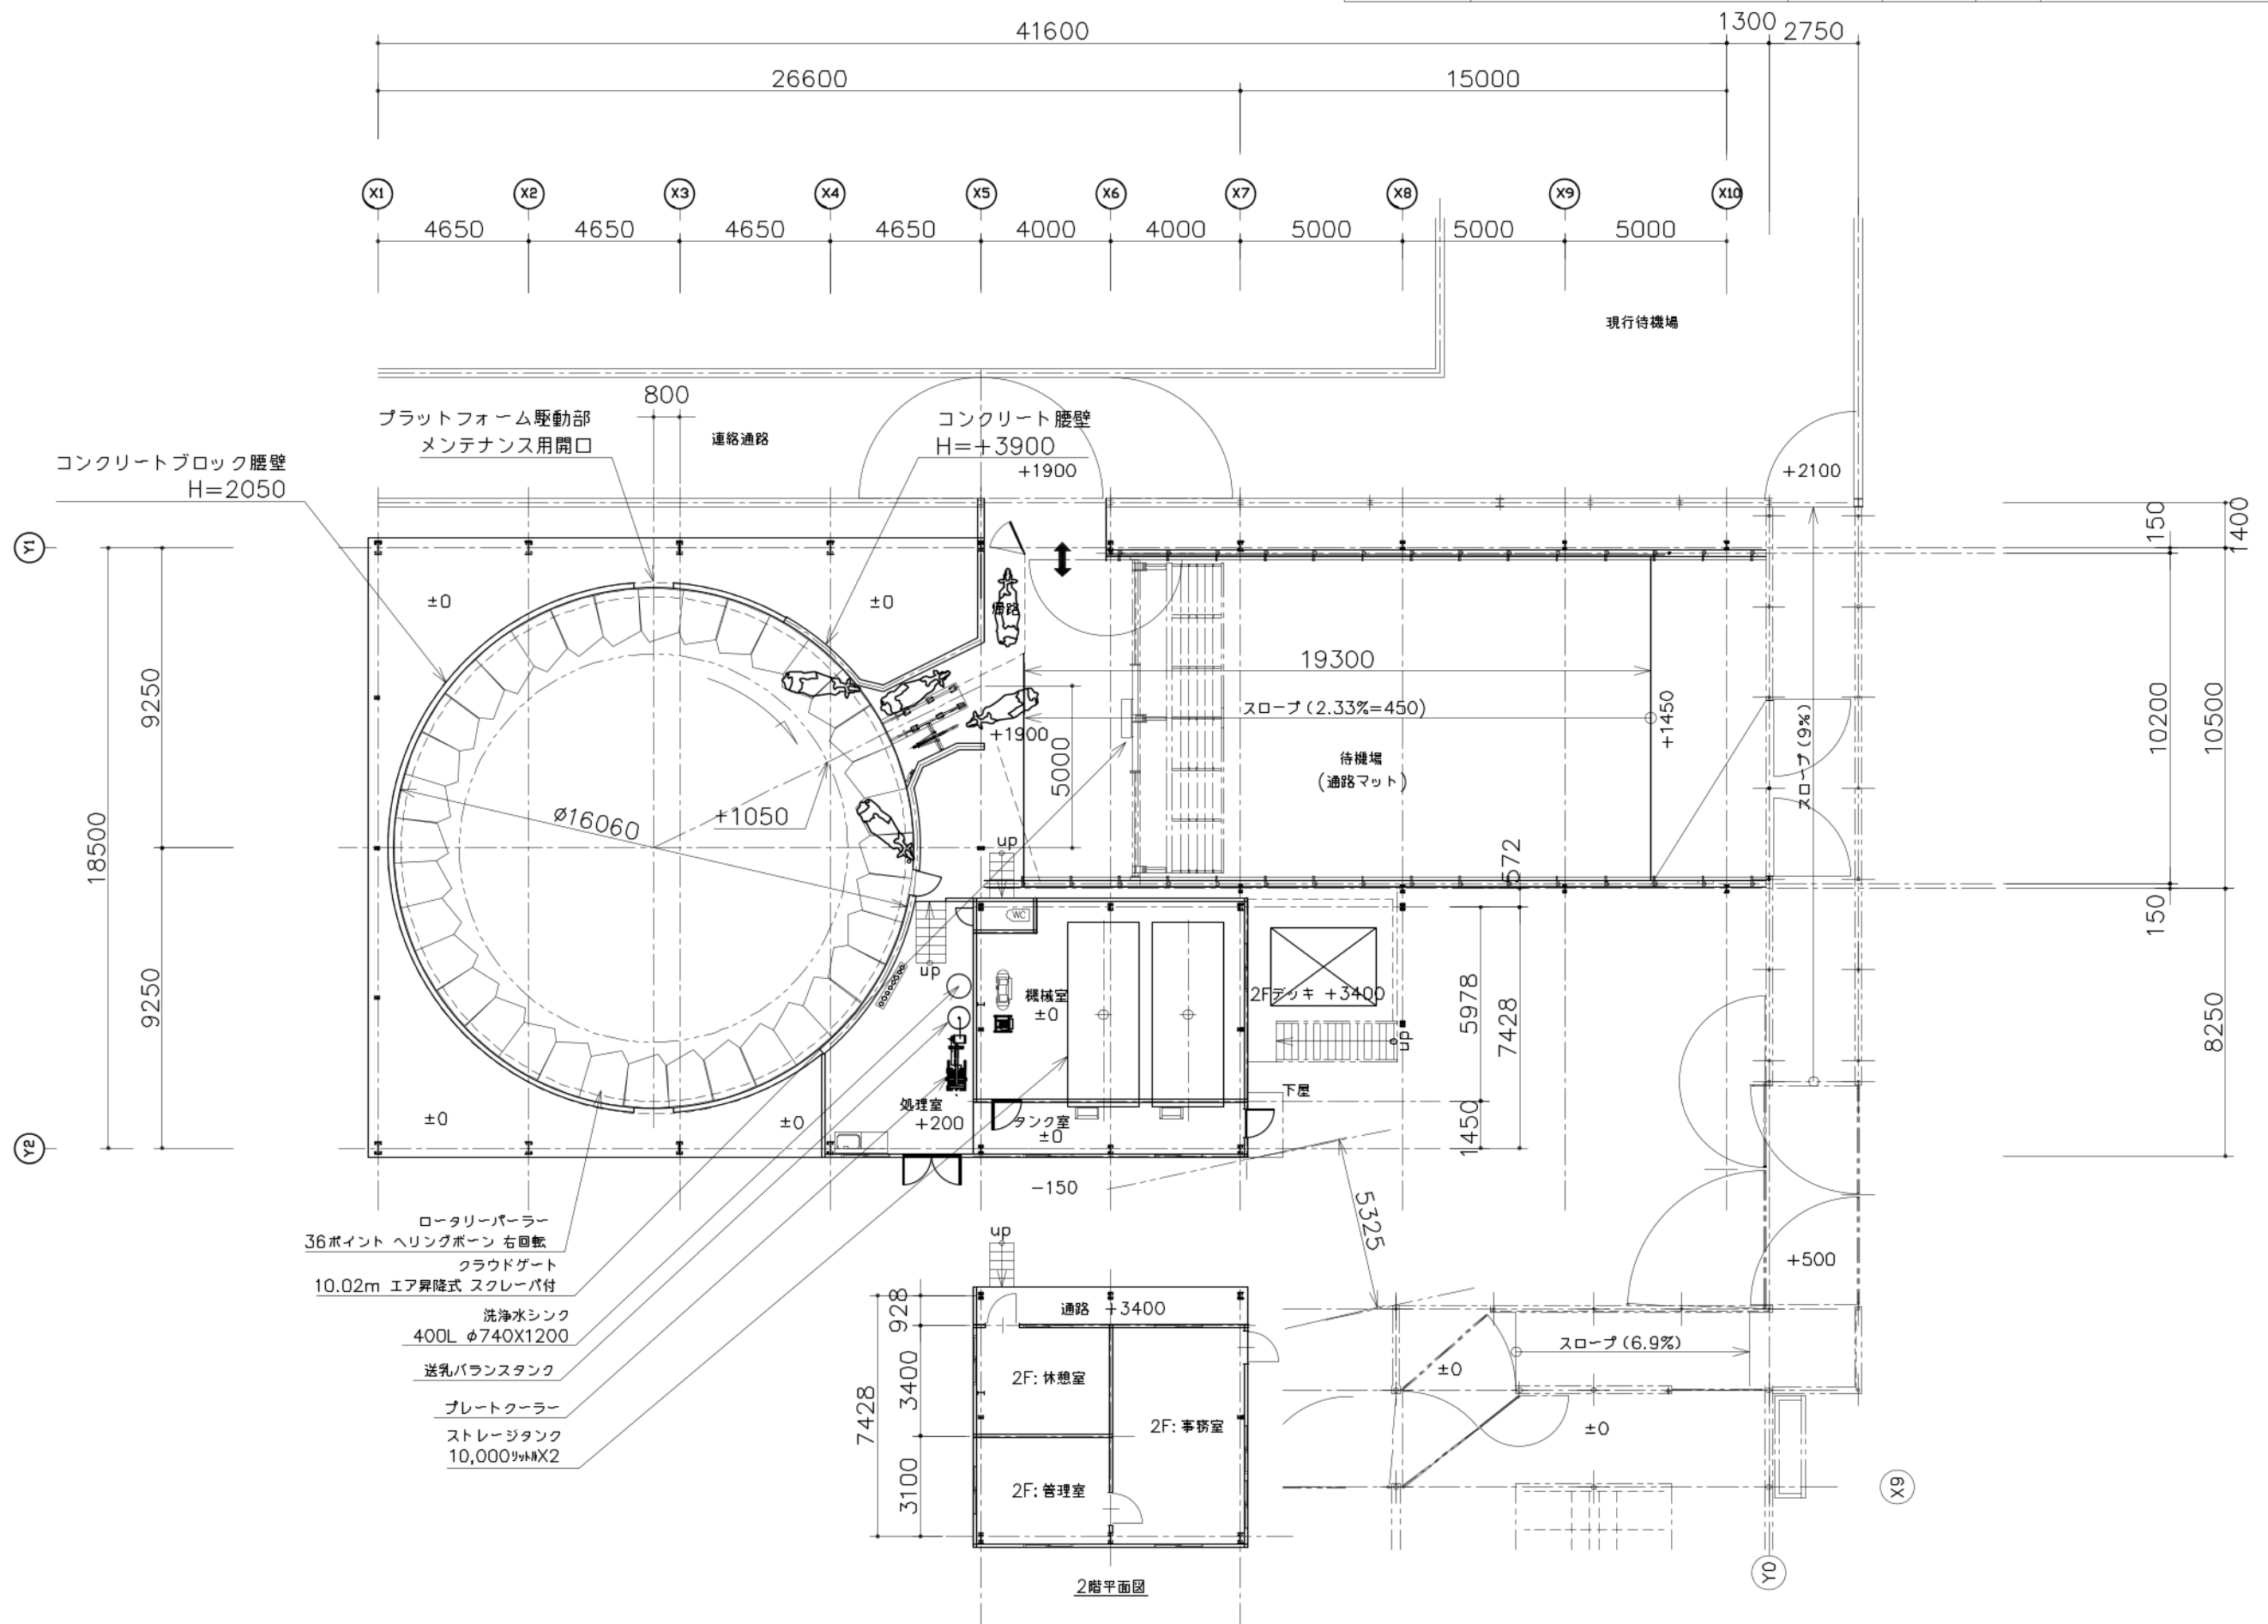 41600
1300
2750
26600
15000
X1
X2
X3
X4
X5
X6
X7
X8
X9
X10
4650
4650
4650
4650
4000
4000
5000
5000
5000
現行待機場
800
プラットフォーム駆動部
メンテナンス用開口
連絡通路
コンクリート腰壁
H=+3900
+1900
+2100
コンクリートブロック腰壁
H=2050
150
1400
Y1
±0
±0
帰路
19300
スロープ(2.33%=450)
+1900
+1450
スロープ(9%)
9250
10200
10500
5000
待機場
(通路マット)
18500
ø16060
+1050
up
572
WC
150
up
9250
機械室
±0
2Fデッキ +3400
up
5978
7428
8250
下屋
±0
±0
処理室
+200
タンク室
±0
1450
Y2
-150
5325
ロータリーパーラー
36ポイント ヘリングボーン 右回転
クラウドゲート
10.02m エア昇降式 スクレーパ付
洗浄水シンク
400L φ740X1200
送乳バランスタンク
プレートクーラー
ストレージタンク
10,000リットルX2
up
928
通路 +3400
3400
7428
2F:休憩室
2F:事務室
3100
2F:管理室
2階平面図
+500
スロープ(6.9%)
±0
±0
X9
Y0